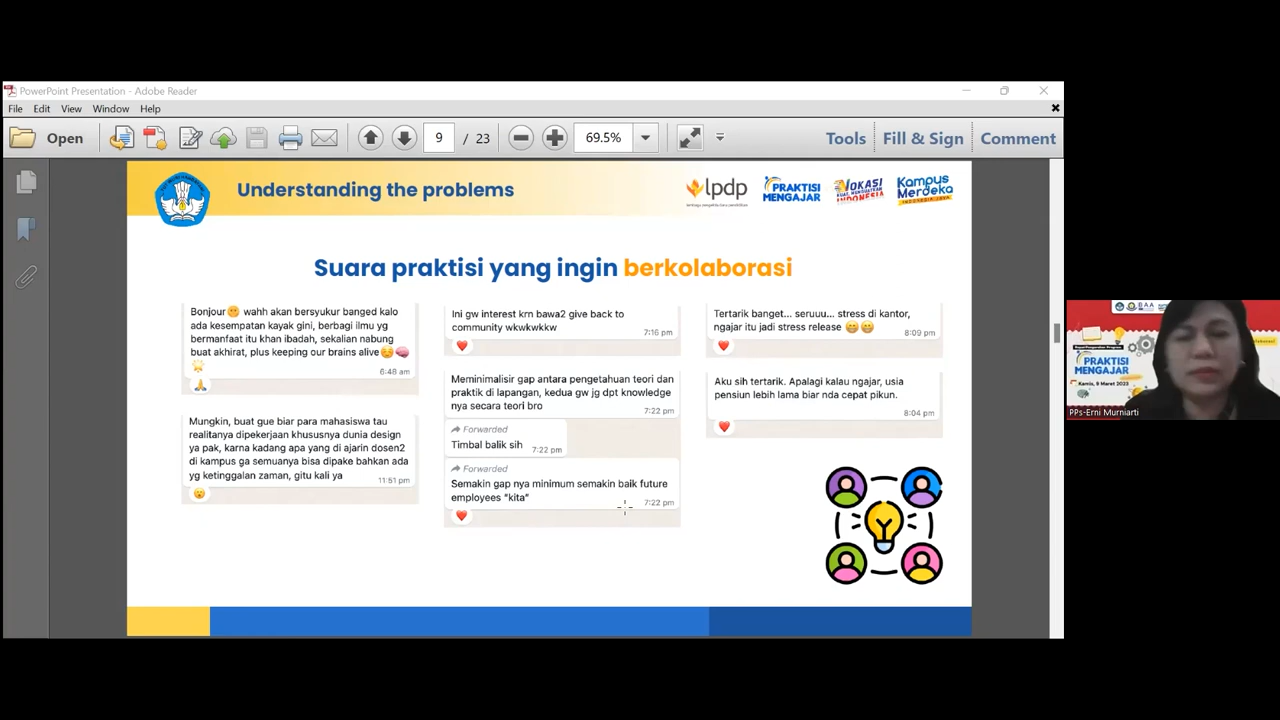 PowerPoint Presentation - Adobe Reader
File Edit View Window Help
Open
9 / 23
69.5%
Tools
Fill & Sign
Comment
Understanding the problems
lpdp
PRAKTISI
MENGAJAR
VOKASI
INDONESIA
Kampus
Merdeka
INDONESIA JAYA
Suara praktisi yang ingin berkolaborasi
Bonjour wahh akan bersyukur banged kalo
ada kesempatan kayak gini, berbagi ilmu yg
bermanfaat itu khan ibadah, sekalian nabung
buat akhirat, plus keeping our brains alive
6:48 am
Mungkin, buat gue biar para mahasiswa tau
realitanya dipekerjaan khususnya dunia design
ya pak, karna kadang apa yang di ajarin dosen2
di kampus ga semuanya bisa dipake bahkan ada
yg ketinggalan zaman, gitu kali ya
11:51 pm
Ini gw interest krn bawa2 give back to
community wkwkwkkw
7:16 pm
Meminimalisir gap antara pengetahuan teori dan
praktik di lapangan, kedua gw jg dpt knowledge
nya secara teori bro
7:22 pm
Forwarded
Timbal balik sih
7:22 pm
Forwarded
Semakin gap nya minimum semakin baik future
employees “kita”
7:22 pm
Tertarik banget... seruuu... stress di kantor,
ngajar itu jadi stress release
8:09 pm
Aku sih tertarik. Apalagi kalau ngajar, usia
pensiun lebih lama biar nda cepat pikun.
8:04 pm
PRAKTISI
MENGAJAR
Kamis, 9 Maret 2023
PPs-Erni Murniarti